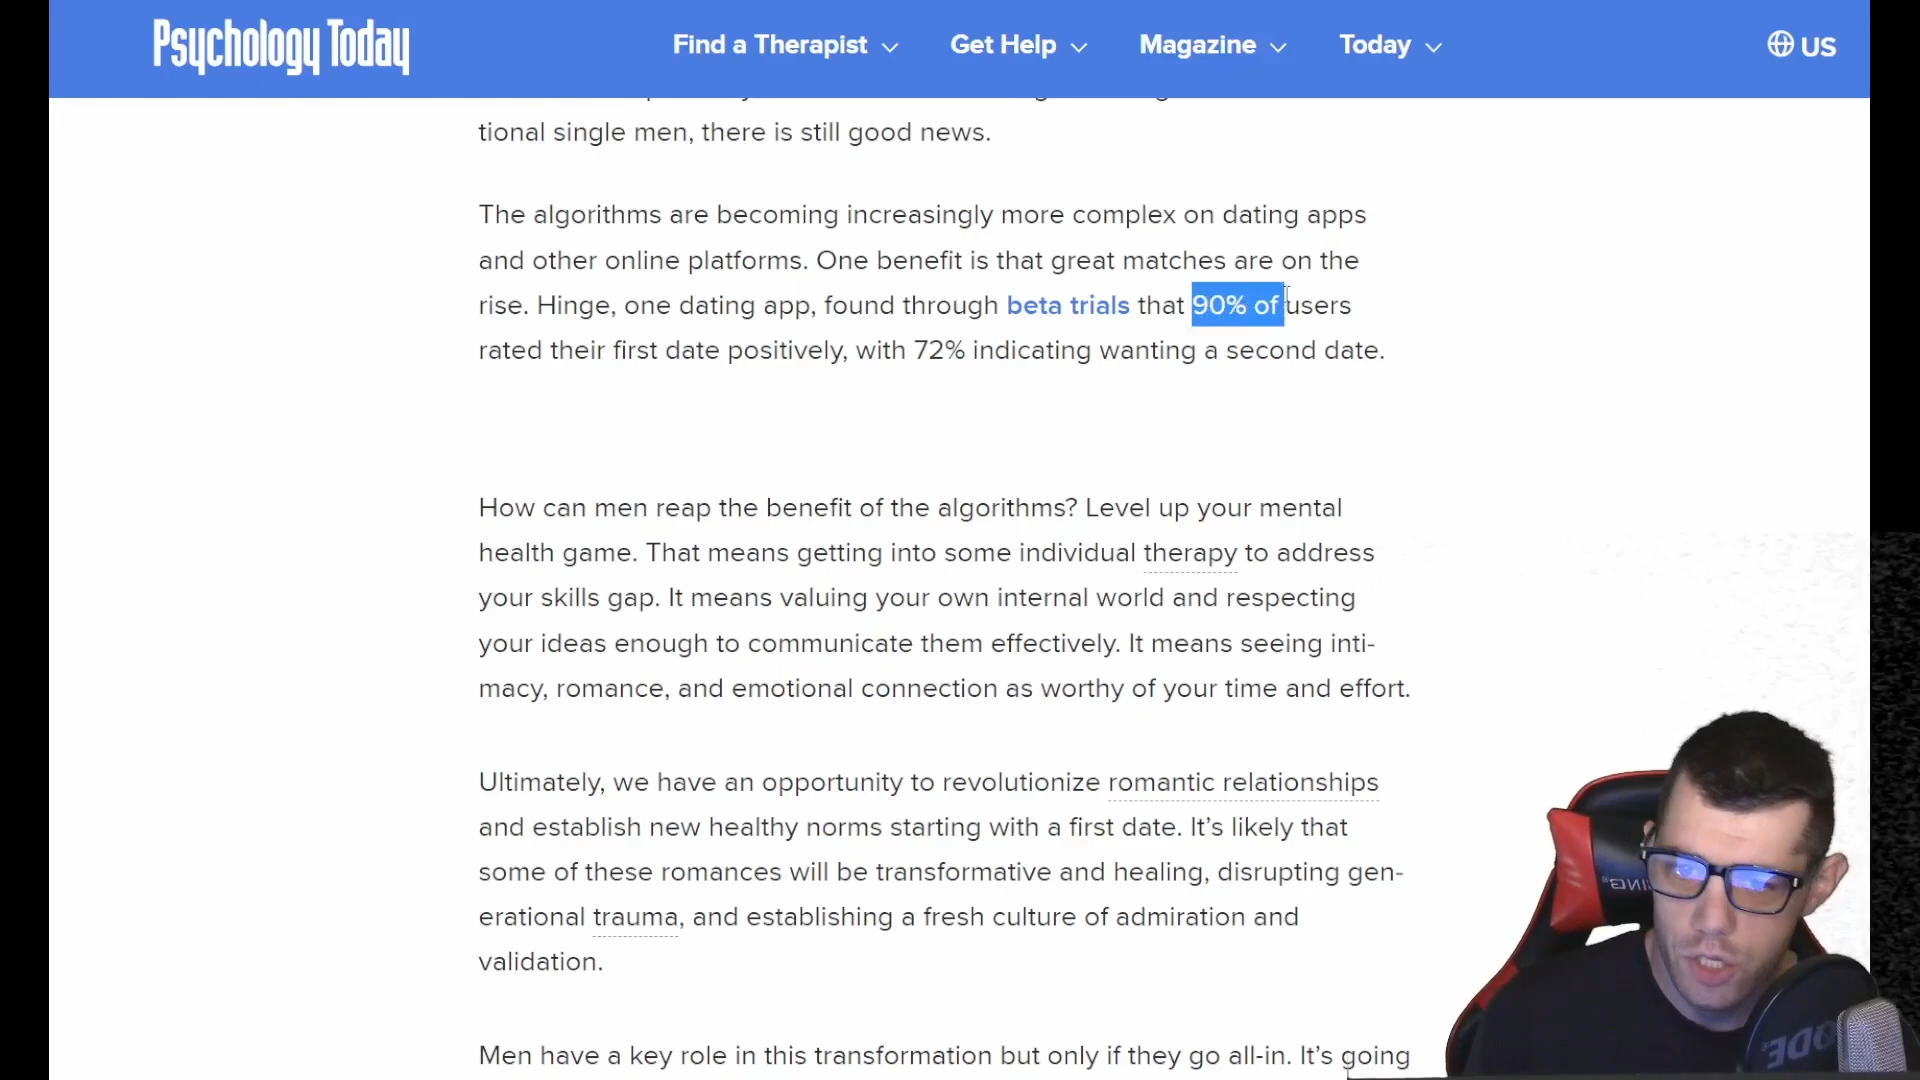 Psychology Today
Find a Therapist
Get Help
Magazine
Today
US
tional single men, there is still good news.
The algorithms are becoming increasingly more complex on dating apps
and other online platforms. One benefit is that great matches are on the
rise. Hinge, one dating app, found through beta trials that 90% of users
rated their first date positively, with 72% indicating wanting a second date.
How can men reap the benefit of the algorithms? Level up your mental
health game. That means getting into some individual therapy to address
your skills gap. It means valuing your own internal world and respecting
your ideas enough to communicate them effectively. It means seeing inti-
macy, romance, and emotional connection as worthy of your time and effort.
Ultimately, we have an opportunity to revolutionize romantic relationships
and establish new healthy norms starting with a first date. It’s likely that
some of these romances will be transformative and healing, disrupting gen-
erational trauma, and establishing a fresh culture of admiration and
validation.
Men have a key role in this transformation but only if they go all-in. It’s going